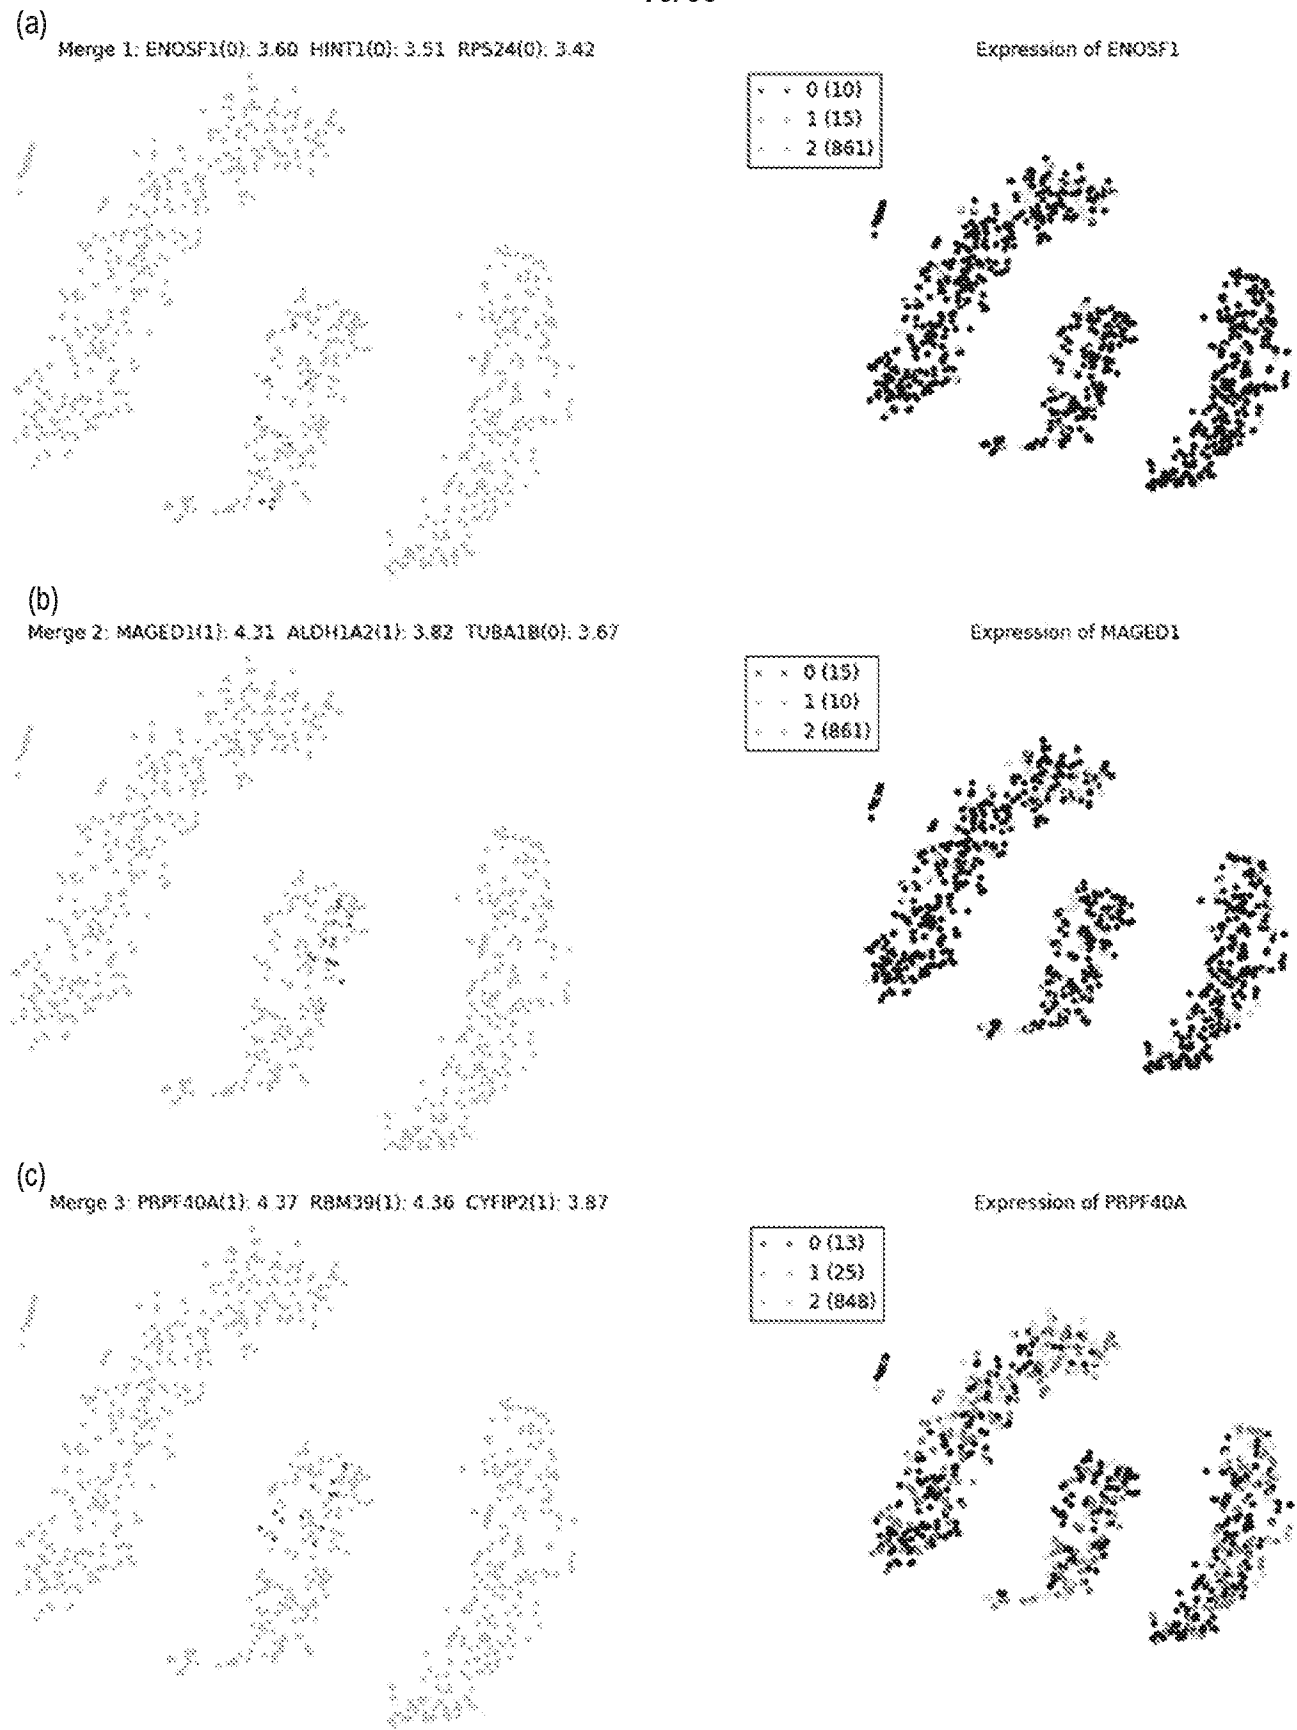 (a)
Merge 1: ENOSF1(0): 3.60 HINT1(0): 3.51 RPS24(0): 3.42
Expression of ENOSF1
0 (10)
1 (15)
2 (861)
(b)
Merge 2: MAGED1(1): 4.31 ALDH1A2(1): 3.82 TUBA1B(0): 3.67
Expression of MAGED1
0 (15)
1 (10)
2 (861)
(c)
Merge 3: PRPF40A(1): 4.37 RBM39(1): 4.36 CYFIP2(1): 3.87
Expression of PRPF40A
0 (13)
1 (25)
2 (848)